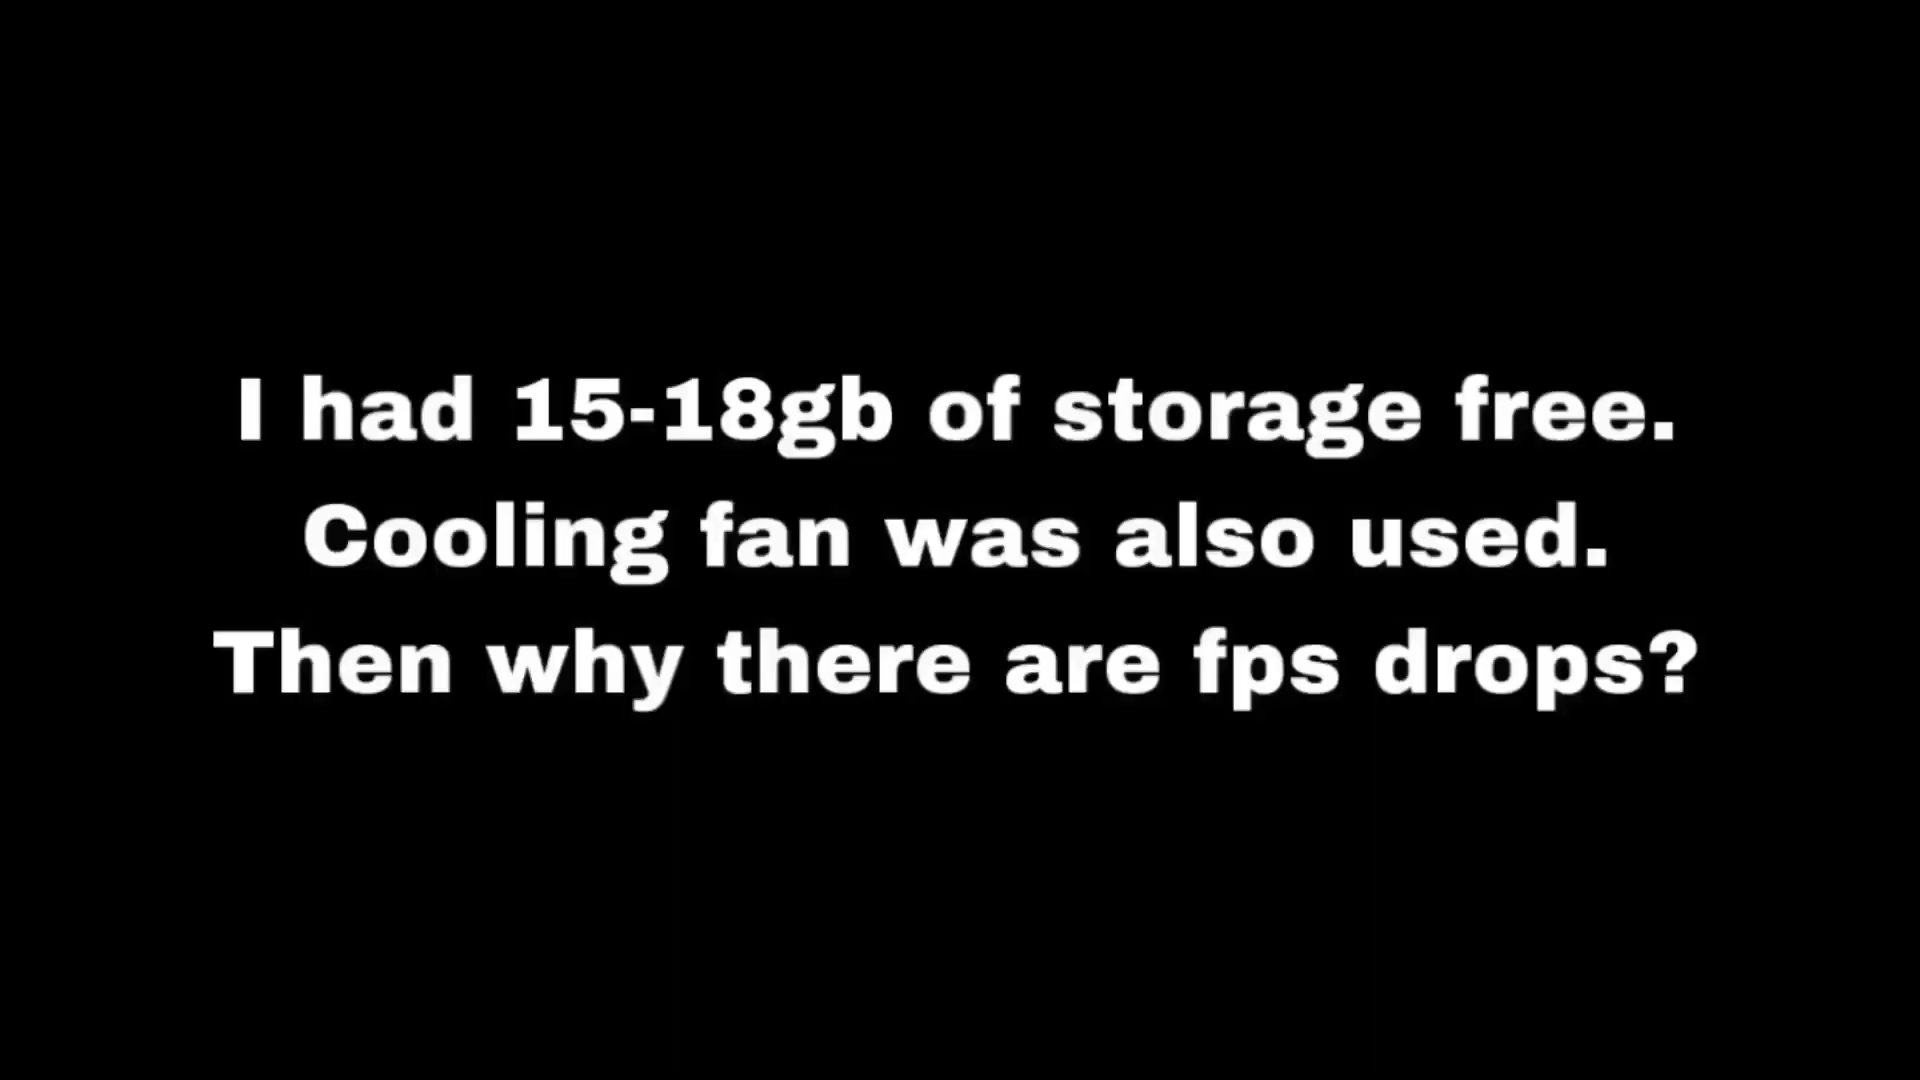 I had 15-18gb of storage free.
Cooling fan was also used.
Then why there are fps drops?